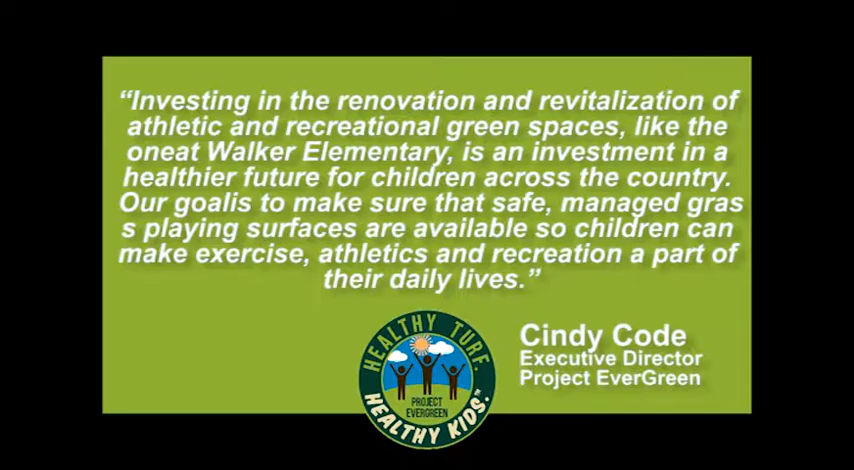 “Investing in the renovation and revitalization of
athletic and recreational green spaces, like the
oneat Walker Elementary, is an investment in a
healthier future for children across the country.
Our goalis to make sure that safe, managed gras
s playing surfaces are available so children can
make exercise, athletics and recreation a part of
their daily lives.”
HEALTHY TURF.
PROJECT
EVERGREEN
HEALTHY KIDS.™
Cindy Code
Executive Director
Project EverGreen